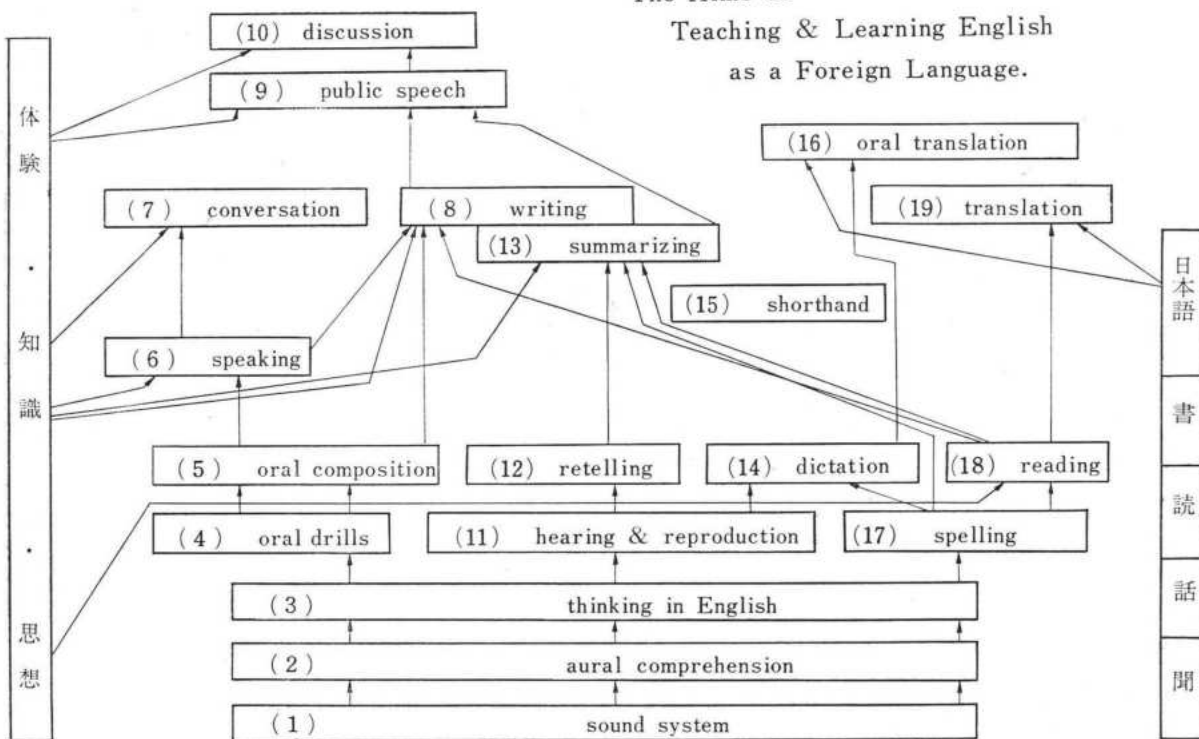 Teaching & Learning English
as a Foreign Language.
(10) discussion
(9) public speech
(16) oral translation
(7) conversation
(8) writing
(19) translation
(13) summarizing
(15) shorthand
(6) speaking
(5) oral composition
(12) retelling
(14) dictation
(18) reading
(4) oral drills
(11) hearing & reproduction
(17) spelling
(3) thinking in English
(2) aural comprehension
(1) sound system
体験・知識・思想
日本語
書
読
話
聞